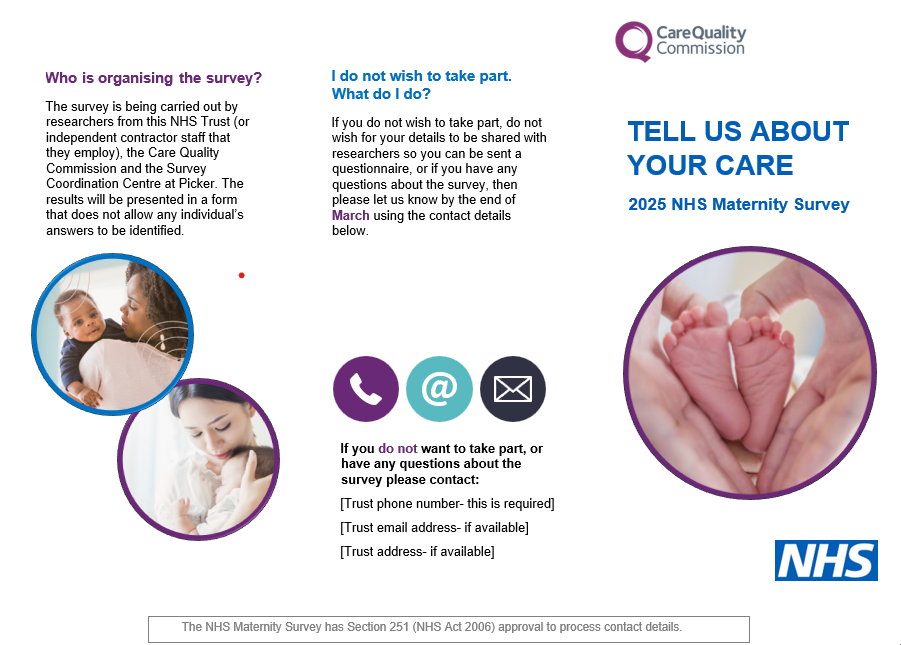 Who is organising the survey?
The survey is being carried out by
researchers from this NHS Trust (or
independent contractor staff that
they employ), the Care Quality
Commission and the Survey
Coordination Centre at Picker. The
results will be presented in a form
that does not allow any individual’s
answers to be identified.
I do not wish to take part.
What do I do?
If you do not wish to take part, do not
wish for your details to be shared with
researchers so you can be sent a
questionnaire, or if you have any
questions about the survey, then
please let us know by the end of
March using the contact details
below.
@
If you do not want to take part, or
have any questions about the
survey please contact:
[Trust phone number- this is required]
[Trust email address- if available]
[Trust address- if available]
CareQuality
Commission
TELL US ABOUT
YOUR CARE
2025 NHS Maternity Survey
NHS
The NHS Maternity Survey has Section 251 (NHS Act 2006) approval to process contact details.